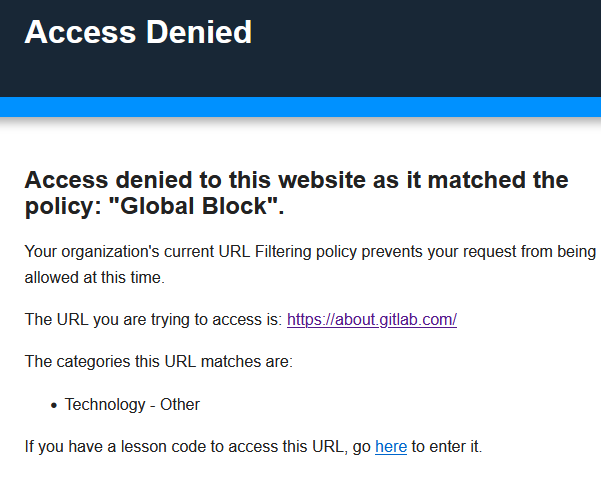 Access Denied
Access denied to this website as it matched the
policy: "Global Block".
Your organization's current URL Filtering policy prevents your request from being
allowed at this time.
The URL you are trying to access is: https://about.gitlab.com/
The categories this URL matches are:
• Technology - Other
If you have a lesson code to access this URL, go here to enter it.